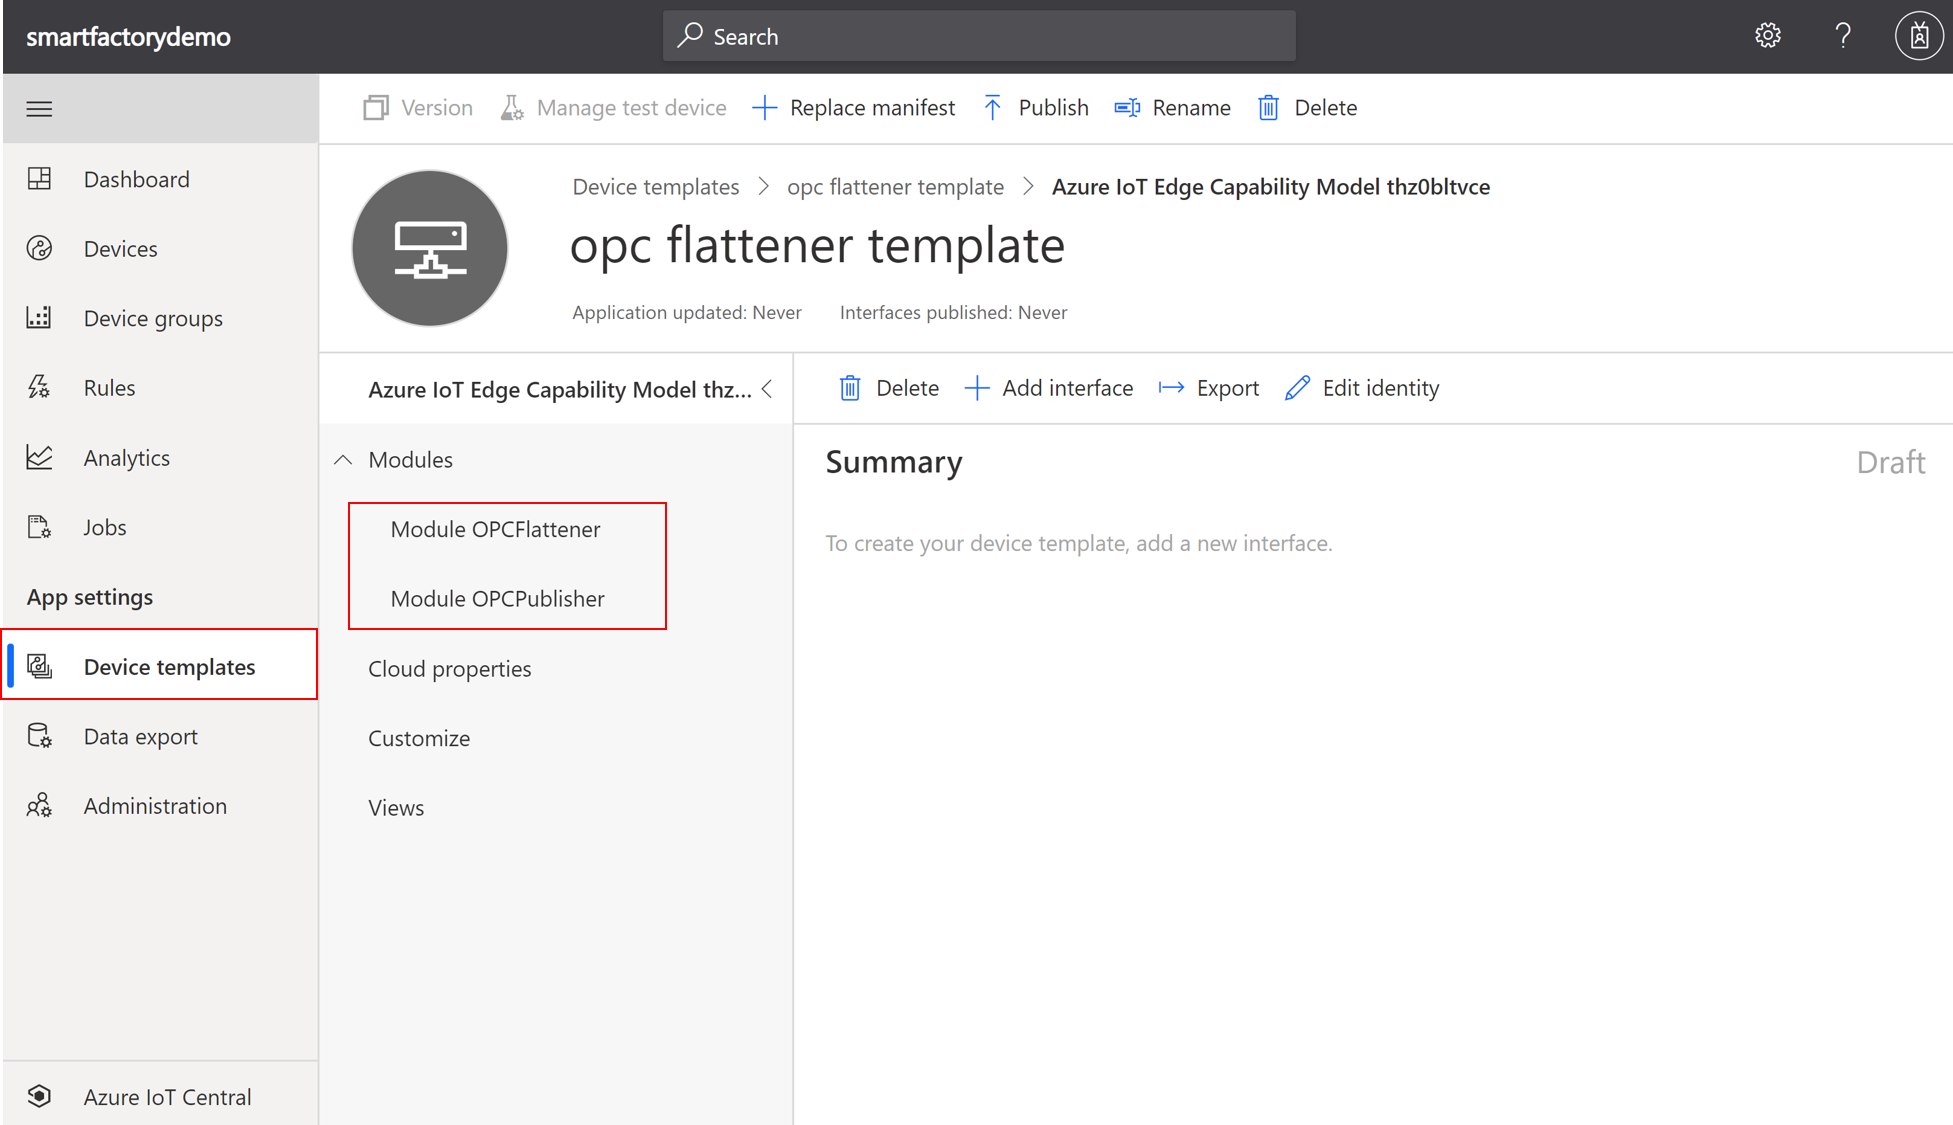 smartfactorydemo
Search
?
Version
Manage test device
Replace manifest
Publish
Rename
Delete
Dashboard
Devices
Device groups
Rules
Analytics
Jobs
App settings
Device templates
Data export
Administration
Azure IoT Central
Device templates > opc flattener template > Azure IoT Edge Capability Model thz0bltvce
opc flattener template
Application updated: Never
Interfaces published: Never
Azure IoT Edge Capability Model thz...
Modules
Module OPCFlattener
Module OPCPublisher
Cloud properties
Customize
Views
Delete
Add interface
Export
Edit identity
Summary
Draft
To create your device template, add a new interface.